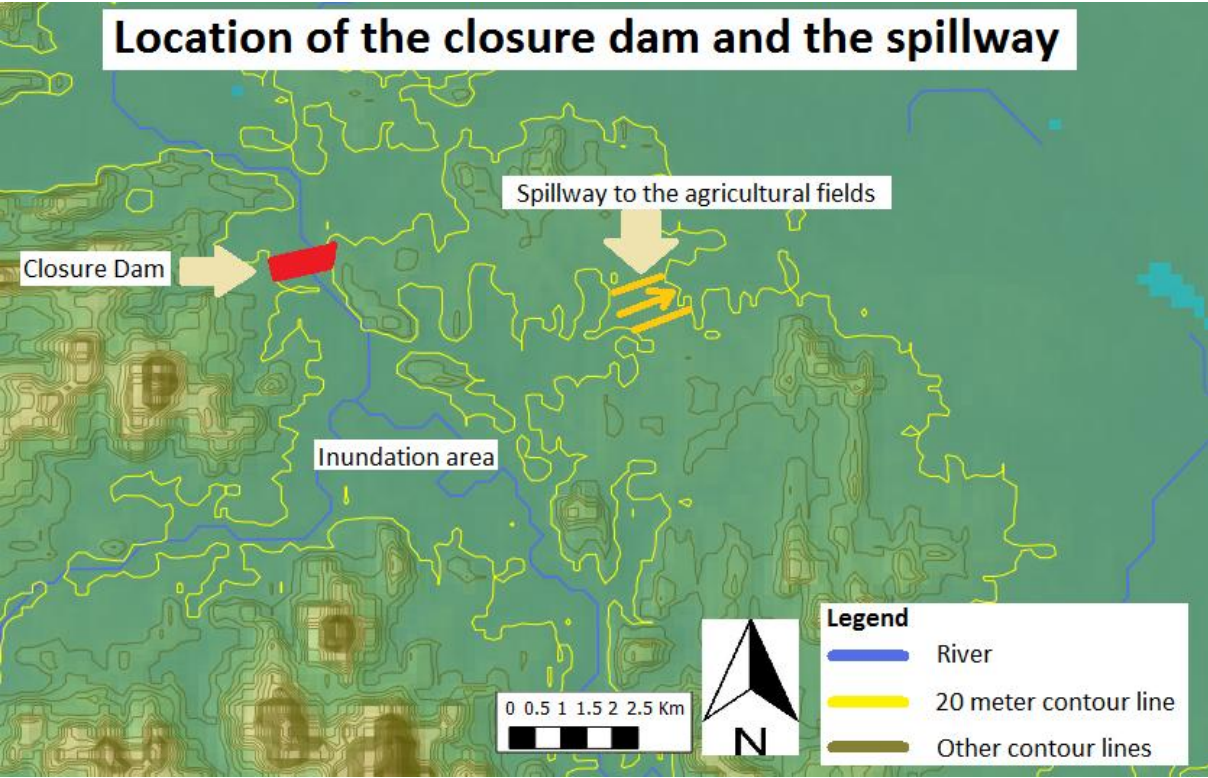 Location of the closure dam and the spillway
Spillway to the agricultural fields
Closure Dam
Inundation area
Legend
River
20 meter contour line
Other contour lines
0 0.5 1 1.5 2 2.5 Km
N